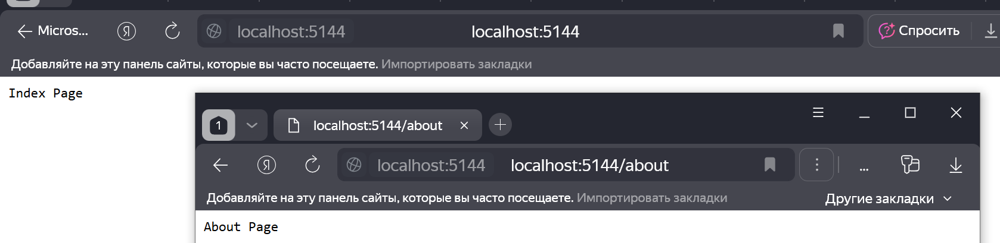 Micros...
Я
localhost:5144
localhost:5144
Спросить
Добавляйте на эту панель сайты, которые вы часто посещаете. Импортировать закладки
Index Page
1
localhost:5144/about
Я
localhost:5144
localhost:5144/about
...
Добавляйте на эту панель сайты, которые вы часто посещаете. Импортировать закладки
Другие закладки
About Page